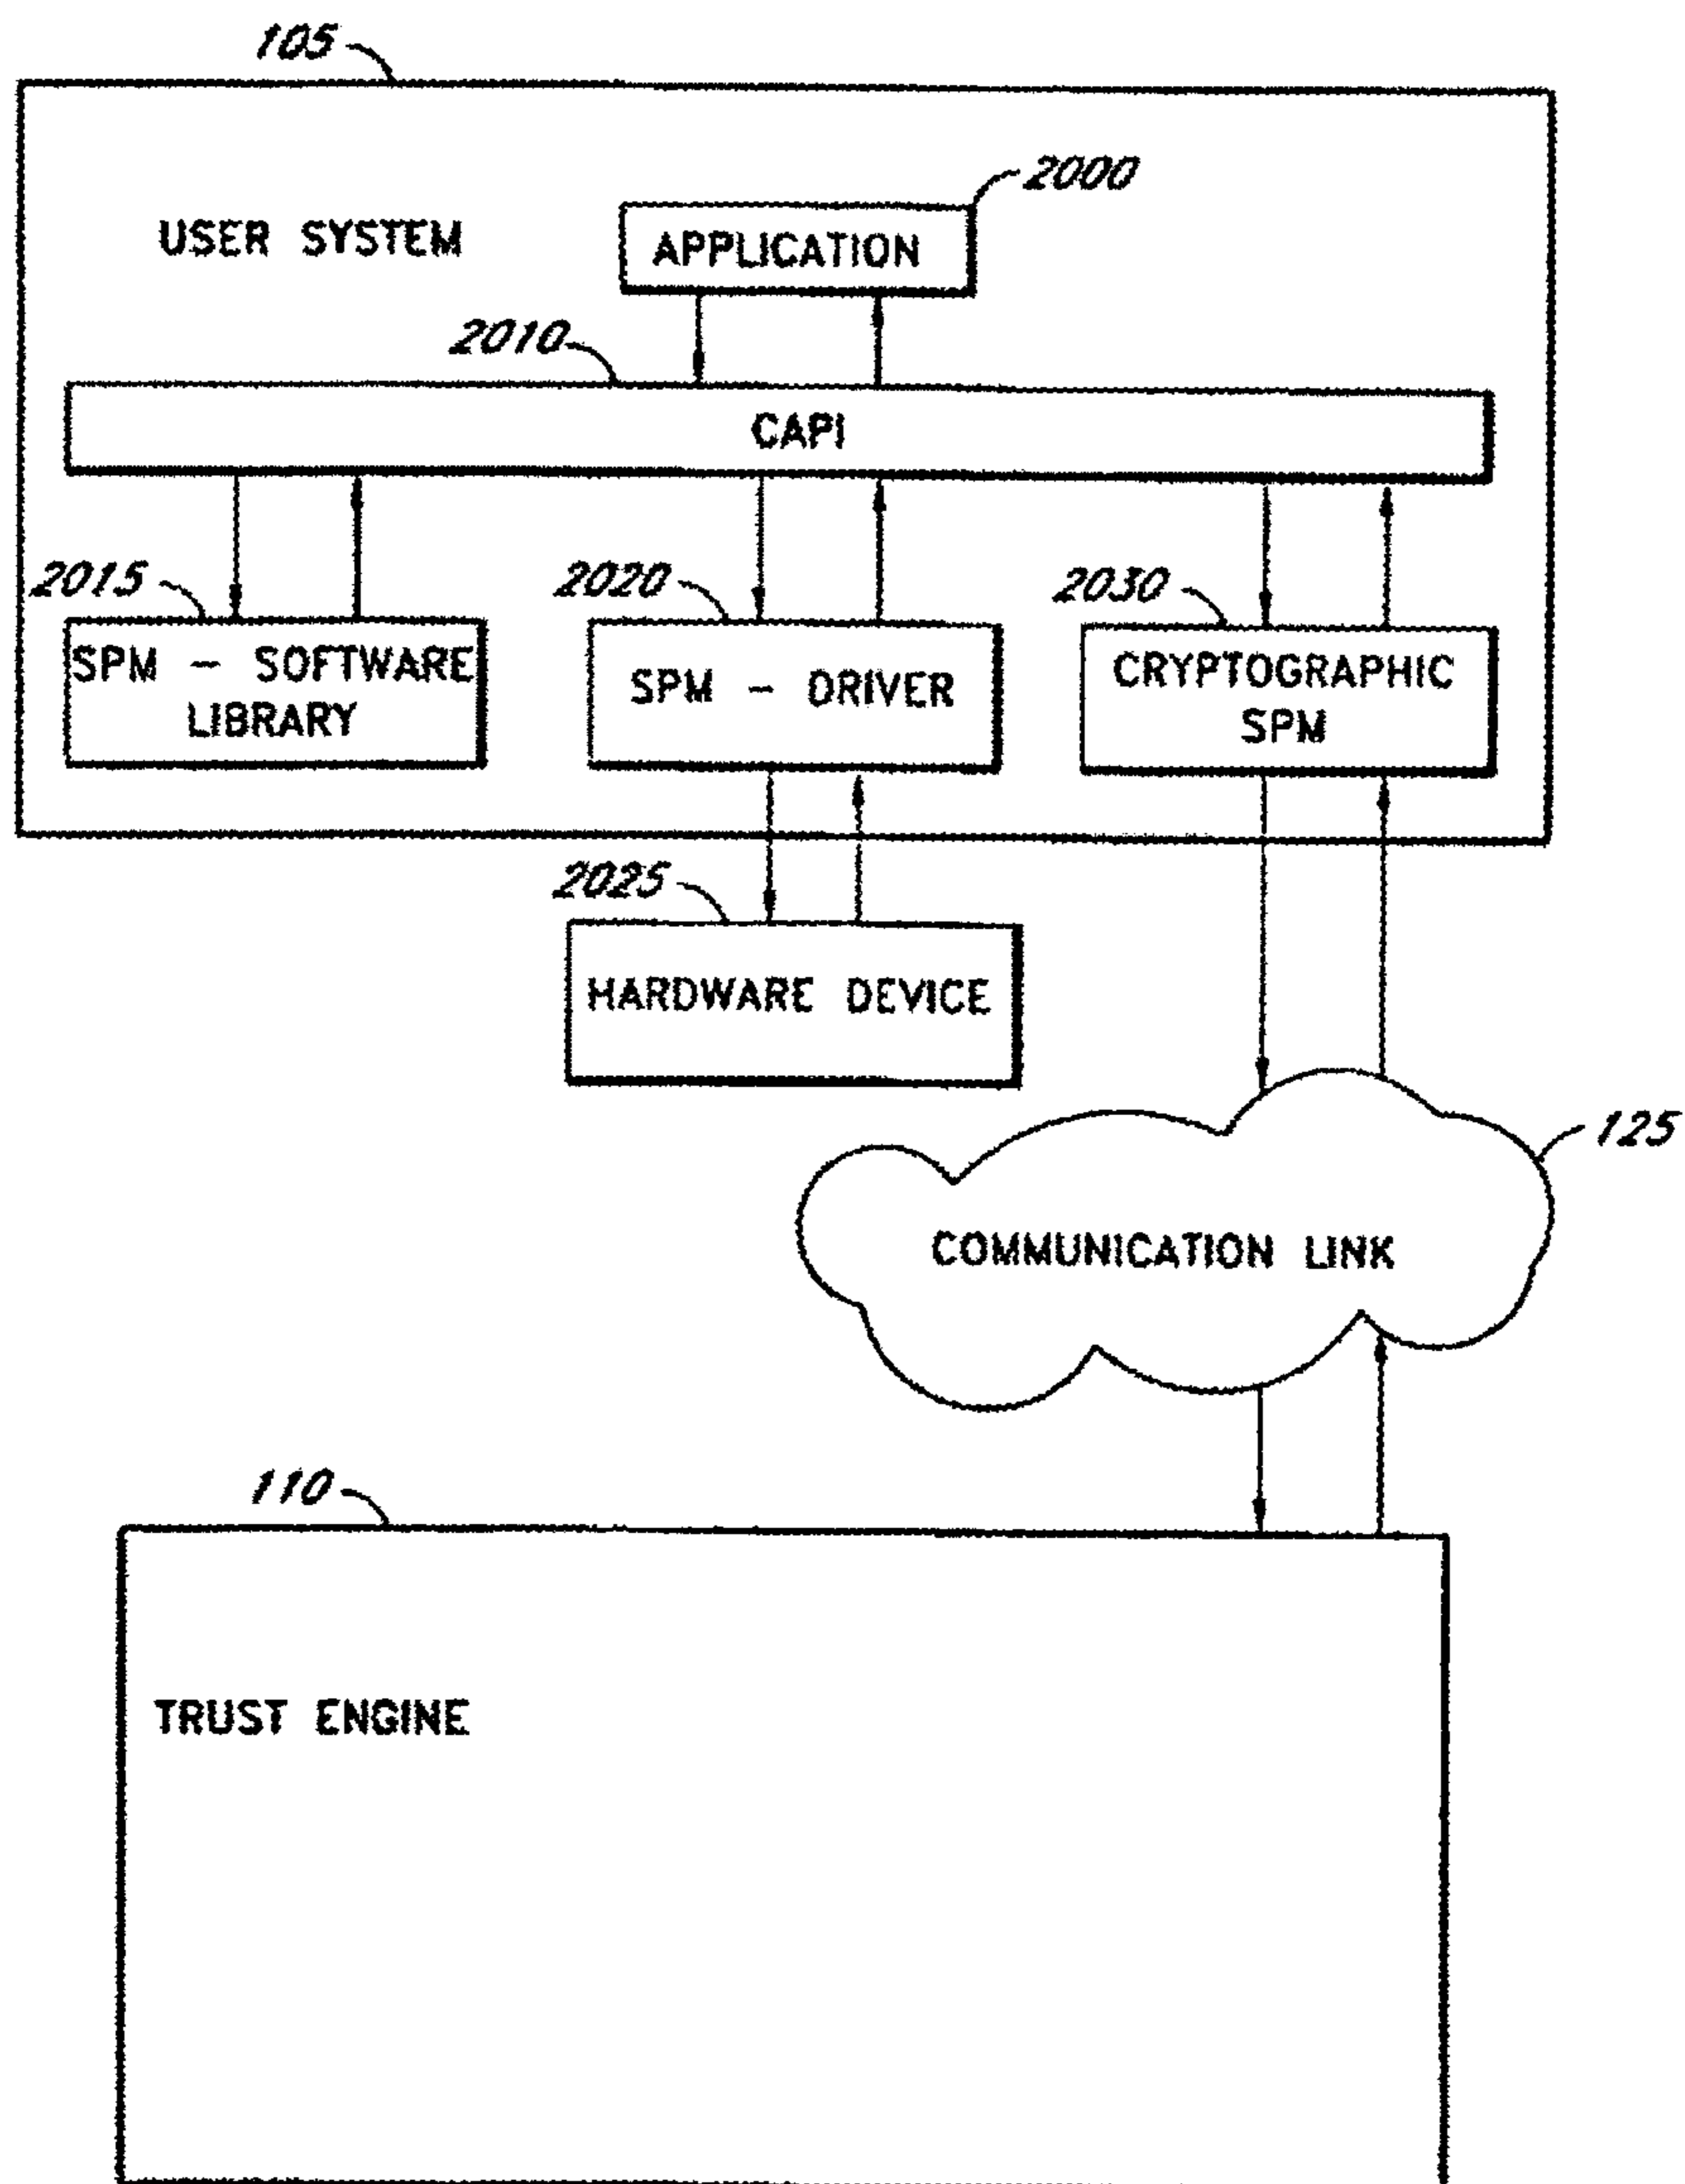 105
2000
USER SYSTEM
APPLICATION
2010
CAPI
2015
2020
2030
SPM - SOFTWARE
LIBRARY
SPM - DRIVER
CRYPTOGRAPHIC
SPM
2025
HARDWARE DEVICE
125
COMMUNICATION LINK
110
TRUST ENGINE